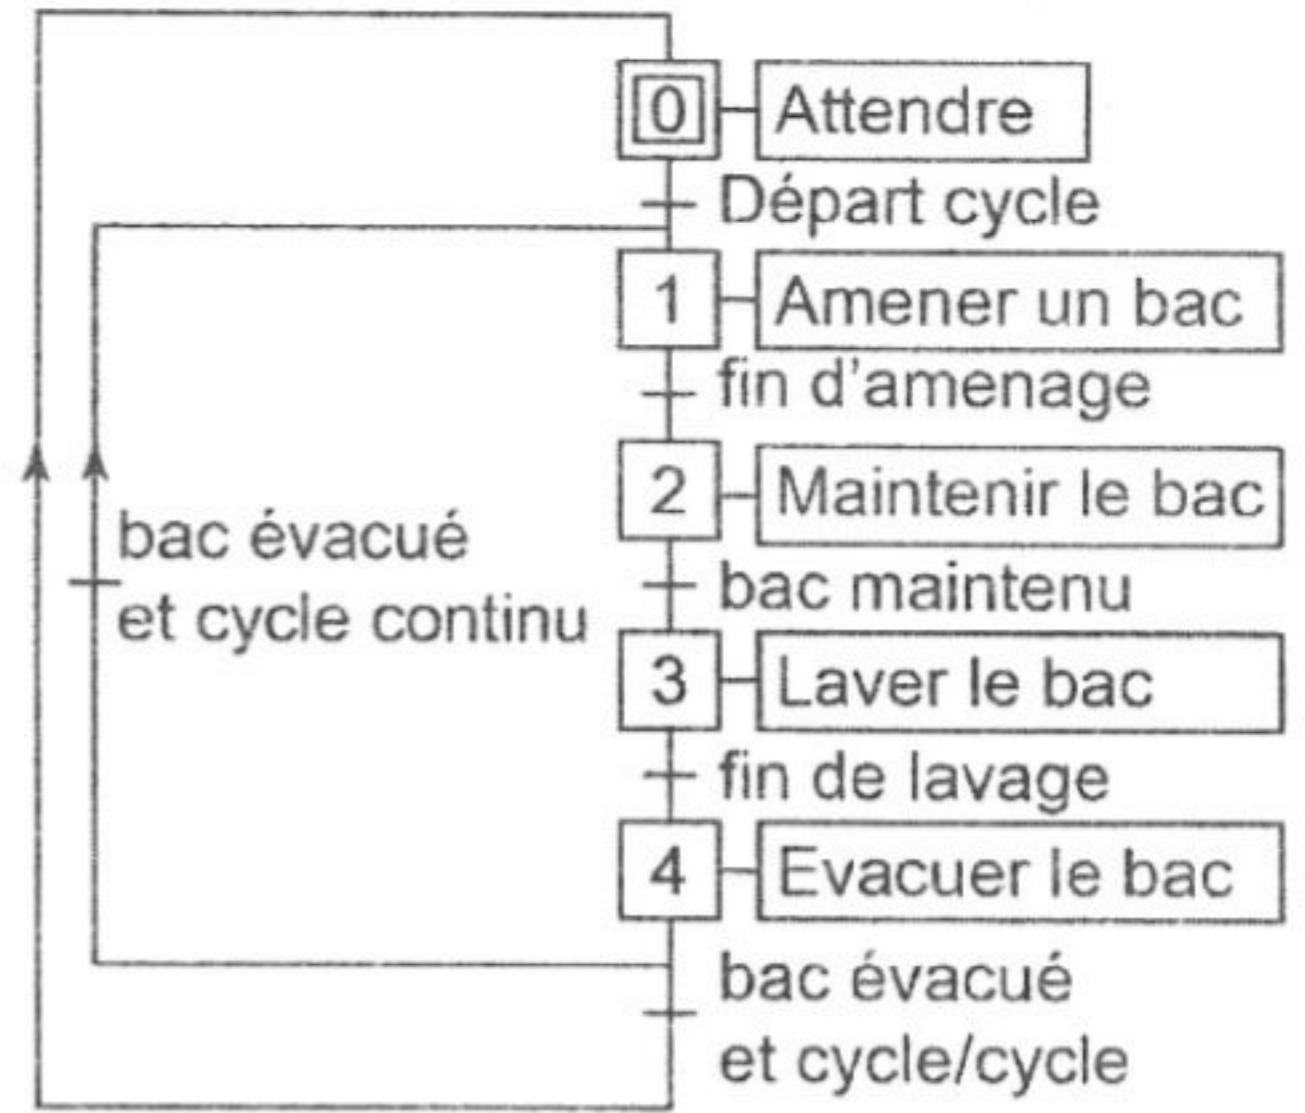 0 Attendre
Départ cycle
1 Amener un bac
fin d'amenage
2 Maintenir le bac
bac évacué
et cycle continu
bac maintenu
3 Laver le bac
fin de lavage
4 Evacuer le bac
bac évacué
et cycle/cycle